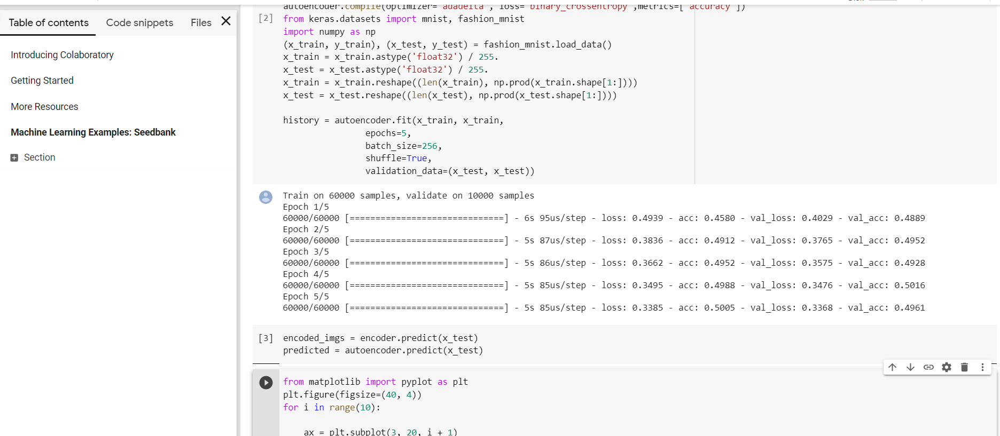 Table of contents
Code snippets
Files
Introducing Colaboratory
Getting Started
More Resources
Machine Learning Examples: Seedbank
Section
autoencoder.compile(optimizer='adadelta', loss='binary_crossentropy',metrics=['accuracy'])
[2]
from keras.datasets import mnist, fashion_mnist
import numpy as np
(x_train, y_train), (x_test, y_test) = fashion_mnist.load_data()
x_train = x_train.astype('float32') / 255.
x_test = x_test.astype('float32') / 255.
x_train = x_train.reshape((len(x_train), np.prod(x_train.shape[1:])))
x_test = x_test.reshape((len(x_test), np.prod(x_test.shape[1:])))
history = autoencoder.fit(x_train, x_train,
epochs=5,
batch_size=256,
shuffle=True,
validation_data=(x_test, x_test))
Train on 60000 samples, validate on 10000 samples
Epoch 1/5
60000/60000 [==============================] - 6s 95us/step - loss: 0.4939 - acc: 0.4580 - val_loss: 0.4029 - val_acc: 0.4889
Epoch 2/5
60000/60000 [==============================] - 5s 87us/step - loss: 0.3836 - acc: 0.4912 - val_loss: 0.3765 - val_acc: 0.4952
Epoch 3/5
60000/60000 [==============================] - 5s 86us/step - loss: 0.3662 - acc: 0.4952 - val_loss: 0.3575 - val_acc: 0.4928
Epoch 4/5
60000/60000 [==============================] - 5s 85us/step - loss: 0.3495 - acc: 0.4988 - val_loss: 0.3476 - val_acc: 0.5016
Epoch 5/5
60000/60000 [==============================] - 5s 85us/step - loss: 0.3385 - acc: 0.5005 - val_loss: 0.3368 - val_acc: 0.4961
[3]
encoded_imgs = encoder.predict(x_test)
predicted = autoencoder.predict(x_test)
from matplotlib import pyplot as plt
plt.figure(figsize=(40, 4))
for i in range(10):
ax = plt.subplot(3, 20, i + 1)